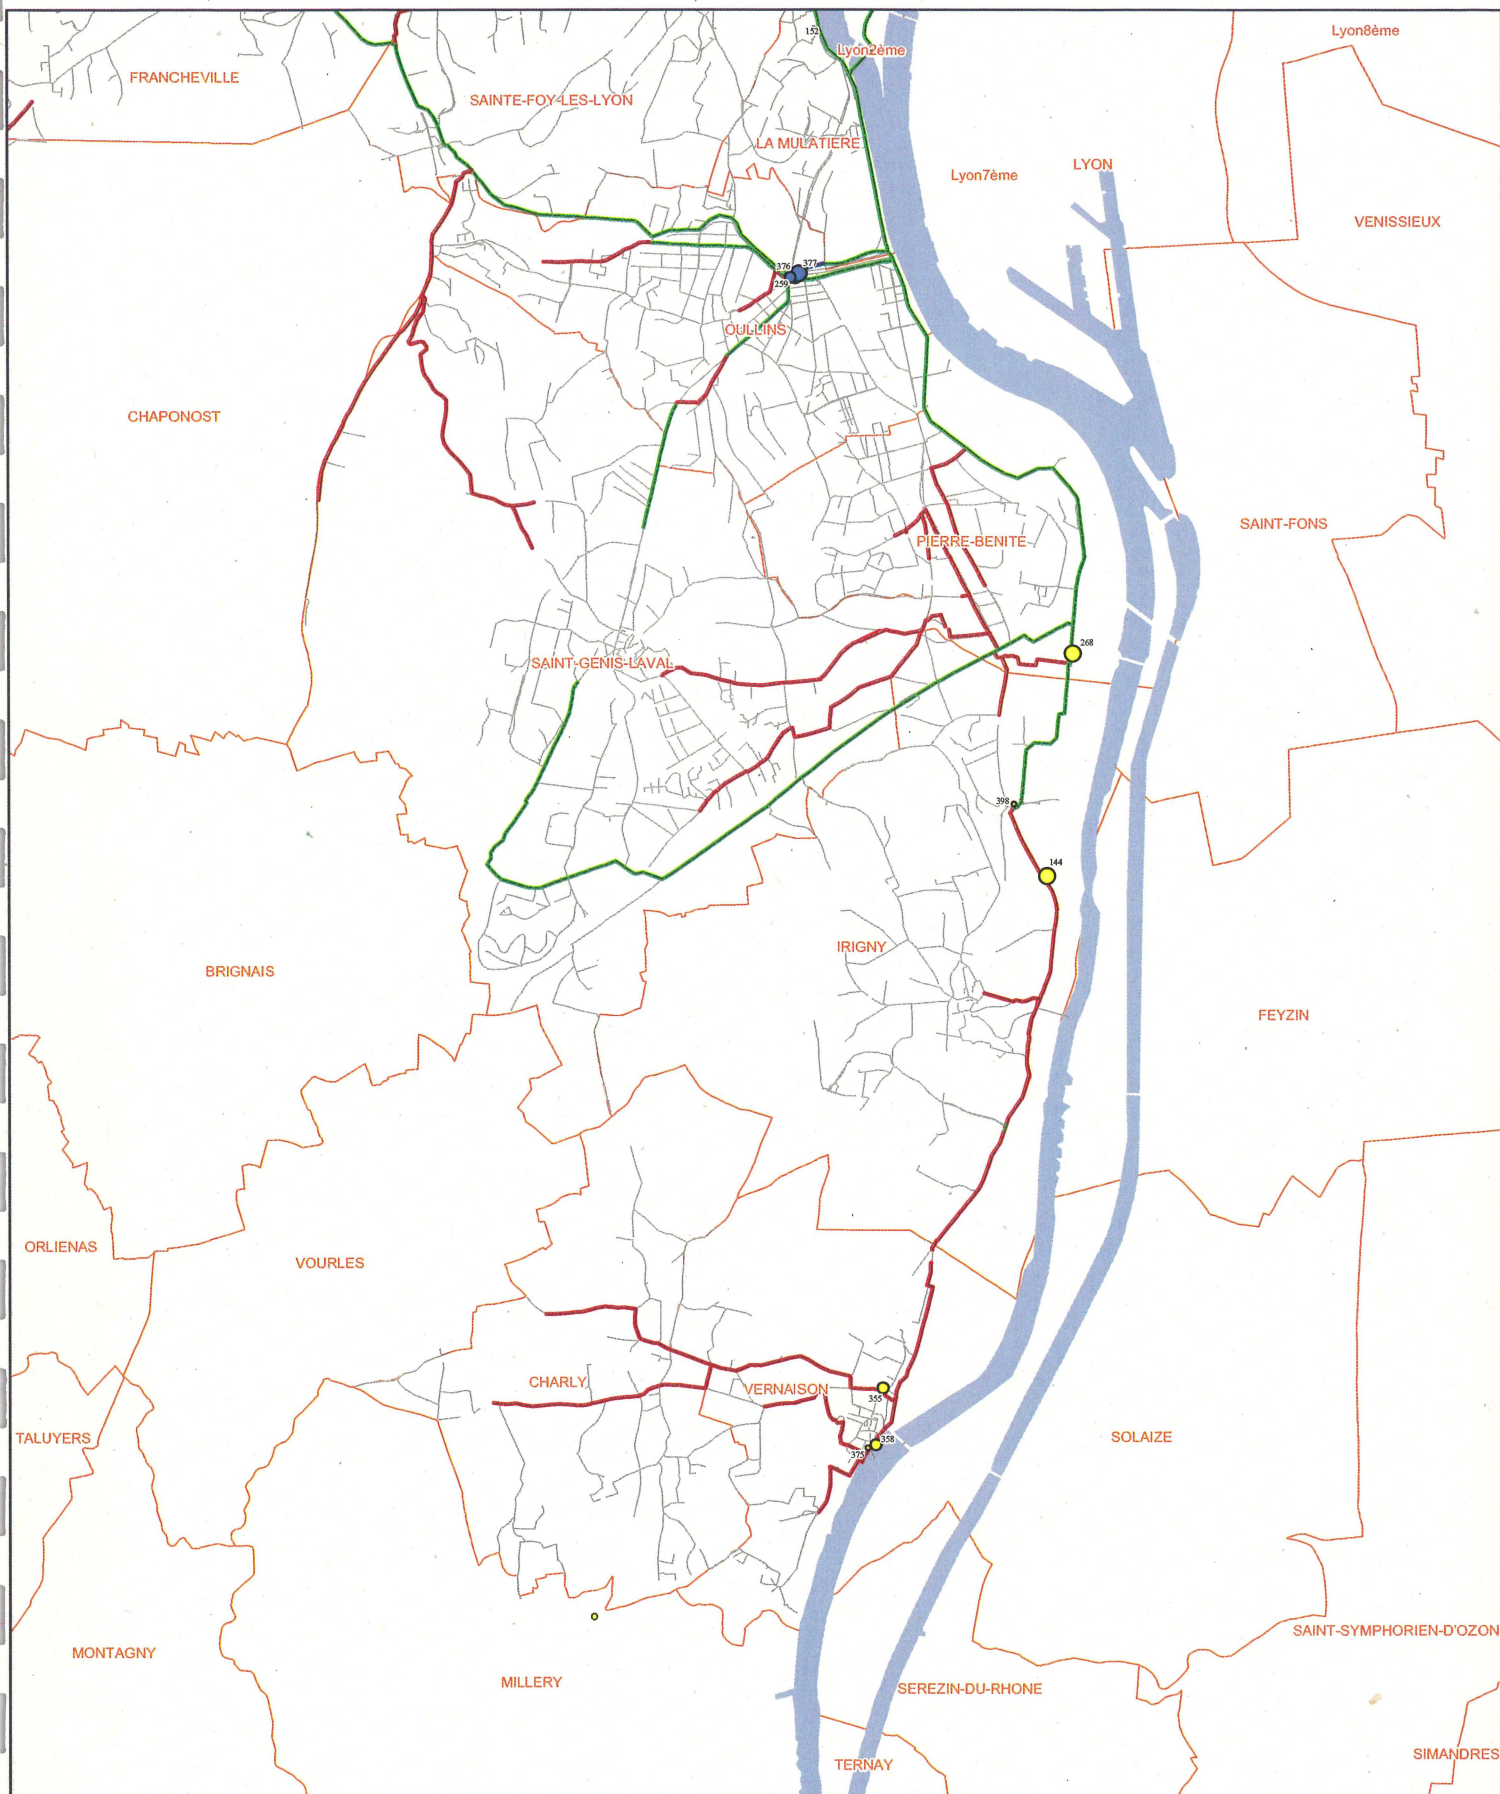 152
Lyon2ème
Lyon8ème
FRANCHEVILLE
SAINTE-FOY-LES-LYON
LA MULATIERE
LYON
Lyon7ème
VENISSIEUX
376
377
259
OULLINS
CHAPONOST
SAINT-FONS
PIERRE-BENITE
268
SAINT-GENIS-LAVAL
398
144
IRIGNY
BRIGNAIS
FEYZIN
ORLIENAS
VOURLES
CHARLY
VERNAISON
355
TALUYERS
SOLAIZE
358
375
SAINT-SYMPHORIEN-D'OZON
MONTAGNY
MILLERY
SEREZIN-DU-RHONE
SIMANDRES
TERNAY